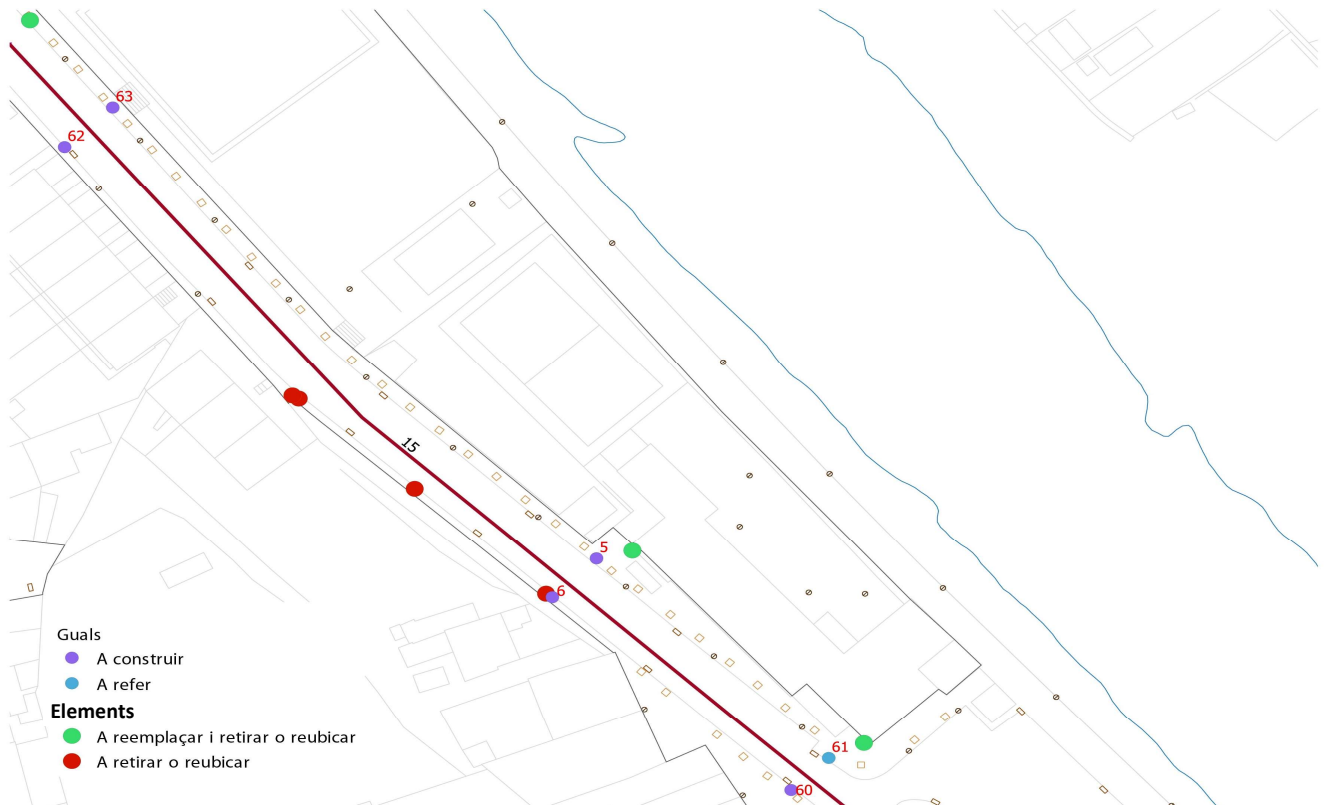 63
62
15
5
6
61
60
Guals
A construir
A refer
Elements
A reemplaçar i retirar o reubicar
A retirar o reubicar